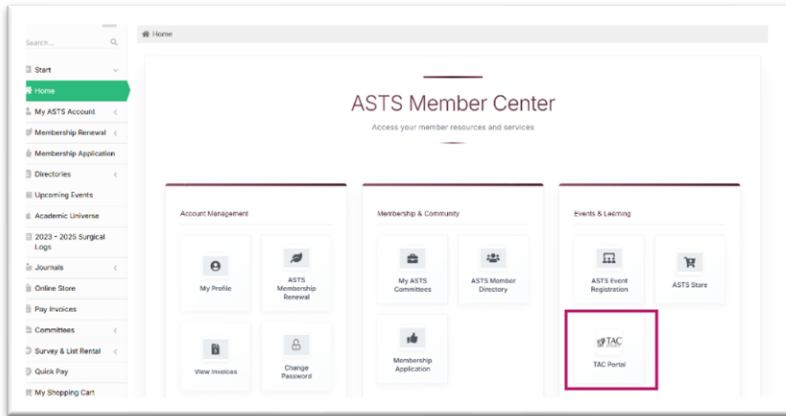 Search...
Start
Home
My ASTS Account
Membership Renewal
Membership Application
Directories
Upcoming Events
Academic Universe
2023 - 2025 Surgical
Logs
Journals
Online Store
Pay Invoices
Committees
Survey & List Rental
Quick Pay
My Shopping Cart
Home
ASTS Member Center
Access your member resources and services
Account Management
My Profile
ASTS
Membership
Renewal
View Invoices
Change
Password
Membership & Community
My ASTS
Committees
ASTS Member
Directory
Membership
Application
Events & Learning
ASTS Event
Registration
ASTS Store
TAC
TAC Portal